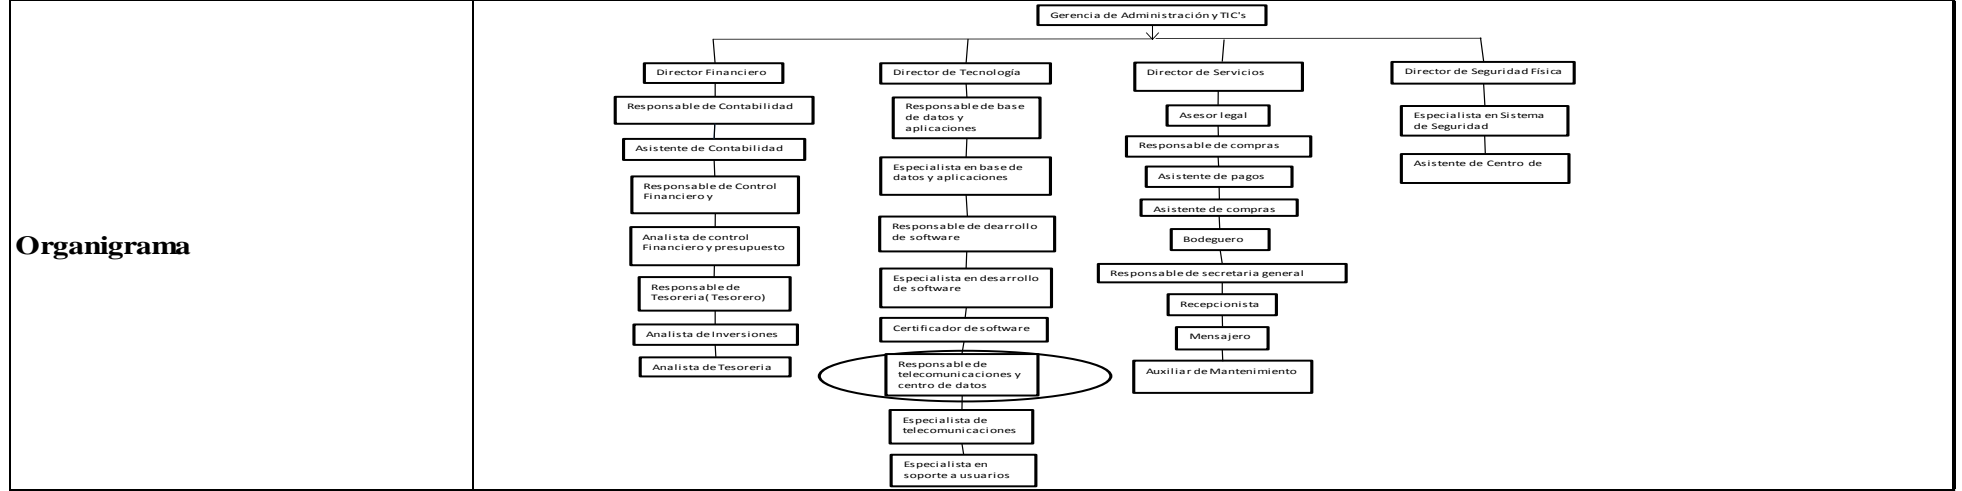 Organigrama
Gerencia de Administración y TIC's
Director Financiero
Responsable de Contabilidad
Asistente de Contabilidad
Responsable de Control
Financiero y
Analista de control
Financiero y presupuesto
Responsable de
Tesoreria( Tesorero)
Analista de Inversiones
Analista de Tesoreria
Director de Tecnología
Responsable de base
de datos y
aplicaciones
Especialista en base de
datos y aplicaciones
Responsable de dearrollo
de software
Especialista en desarrollo
de software
Certificador de software
Responsable de
telecomunicaciones y
centro de datos
Especialista de
telecomunicaciones
Especialista en
soporte a usuarios
Director de Servicios
Asesor legal
Responsable de compras
Asistente de pagos
Asistente de compras
Bodeguero
Responsable de secretaria general
Recepcionista
Mensajero
Auxiliar de Mantenimiento
Director de Seguridad Física
Especialista en Sistema
de Seguridad
Asistente de Centro de